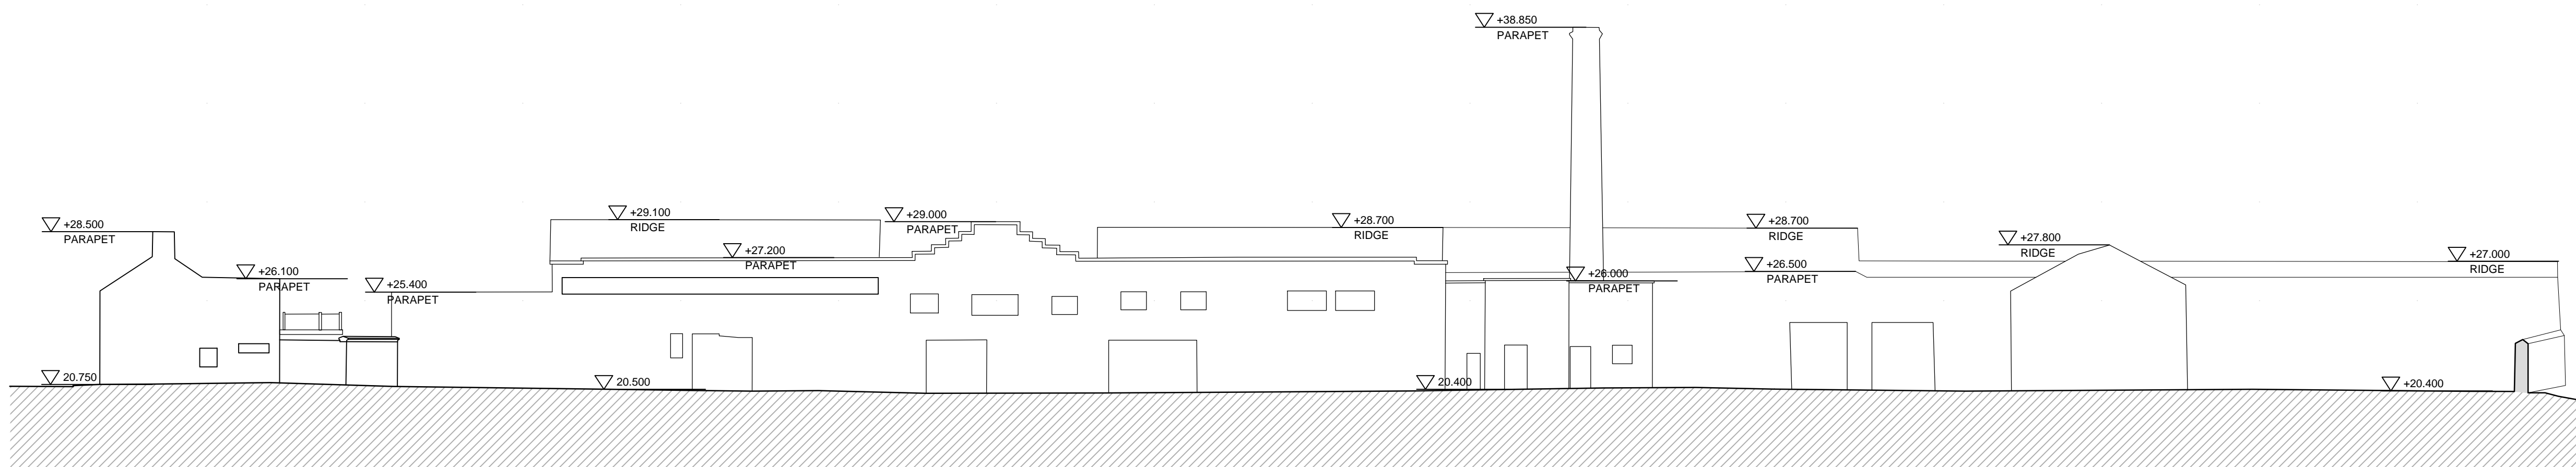 +38.850
PARAPET
+28.500
PARAPET
+26.100
PARAPET
+25.400
PARAPET
+29.100
RIDGE
+27.200
PARAPET
+29.000
PARAPET
+28.700
RIDGE
+26.000
PARAPET
+28.700
RIDGE
+26.500
PARAPET
+27.800
RIDGE
+27.000
RIDGE
20.750
20.500
20.400
+20.400